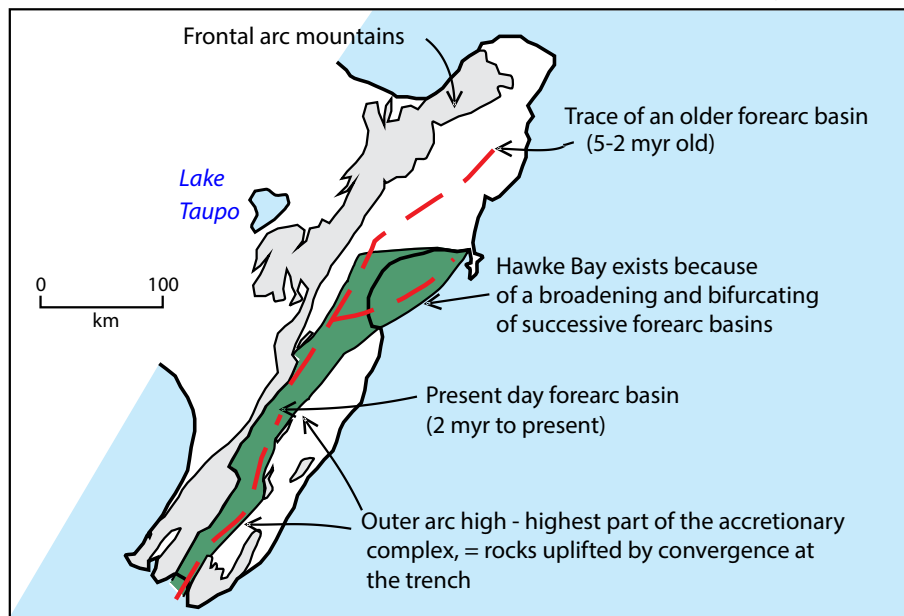 Frontal arc mountains
Trace of an older forearc basin
(5-2 myr old)
Lake
Taupo
Hawke Bay exists because
of a broadening and bifurcating
of successive forearc basins
0 100
km
Present day forearc basin
(2 myr to present)
Outer arc high - highest part of the accretionary
complex, = rocks uplifted by convergence at
the trench